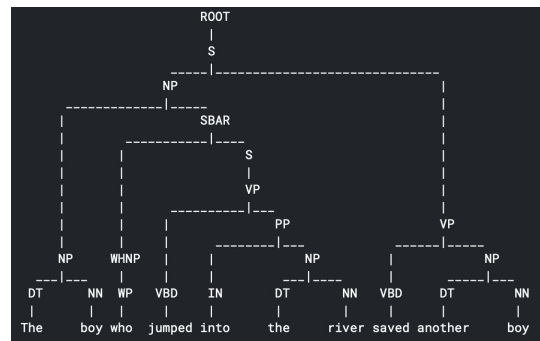 ROOT
S
NP
SBAR
S
VP
PP VP
NP WHNP NP NP
DT NN WP VBD IN DT NN VBD DT NN
The boy who jumped into the river saved another boy